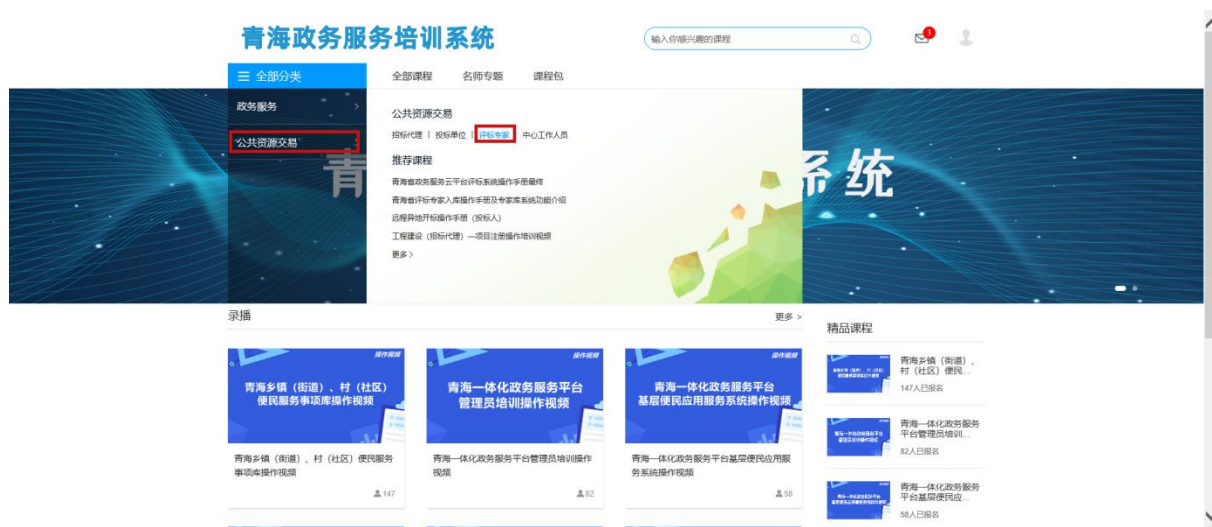 青海政务服务培训系统
输入你感兴趣的课程
3
三 全部分类
全部课程
名师专题
课程包
政务服务 >
公共资源交易 >
公共资源交易
招标代理 | 投标单位 | 评标专家 中心工作人员
推荐课程
青海省政务服务云平台评标系统操作手册最终
青海省评标专家入库操作手册及专家库系统功能介绍
远程异地开标操作手册（投标人）
工程建设（招标代理）—项目注册操作培训视频
更多 >
青
系统
录播
更多 >
操作视频
青海乡镇（街道）、村（社区）
便民服务事项库操作视频
青海乡镇（街道）、村（社区）便民服务
事项库操作视频
147
操作视频
青海一体化政务服务平台
管理员培训操作视频
青海一体化政务服务平台管理员培训操作
视频
82
操作视频
青海一体化政务服务平台
基层便民应用服务系统操作视频
青海一体化政务服务平台基层便民应用服
务系统操作视频
58
精品课程
青海乡镇（街道）、
村（社区）便民...
147人已报名
青海一体化政务服务
平台管理员培训...
82人已报名
青海一体化政务服务
平台基层便民应...
58人已报名